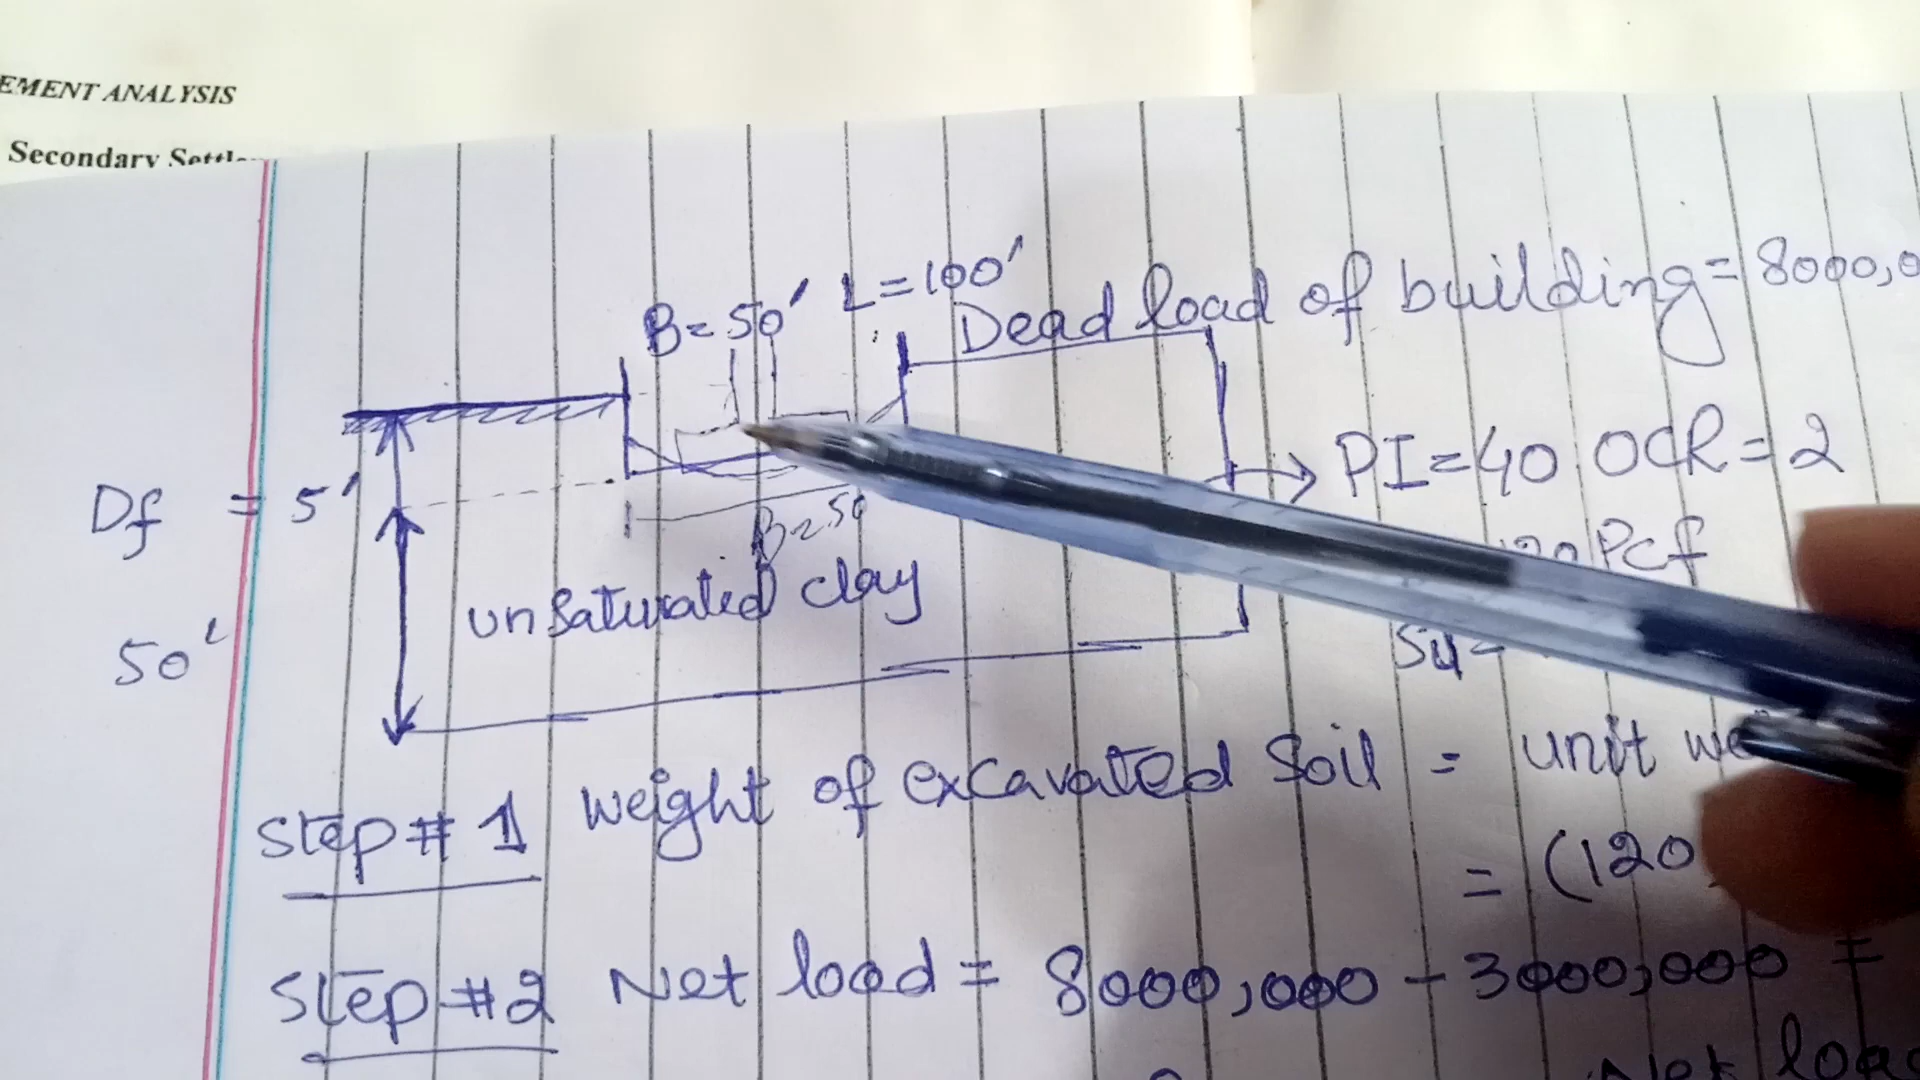 EMENT ANALYSIS
Secondary
B=50' L=100'
Dead load of building=8000,0
Df = 5'
PI=40 OCR=2
B=50
Pcf
unsaturated clay
50'
Su=
Step#1 Weight of excavated Soil = unit
= (120
Step#2 Net load = 8000,000 - 3000,000 =
Net